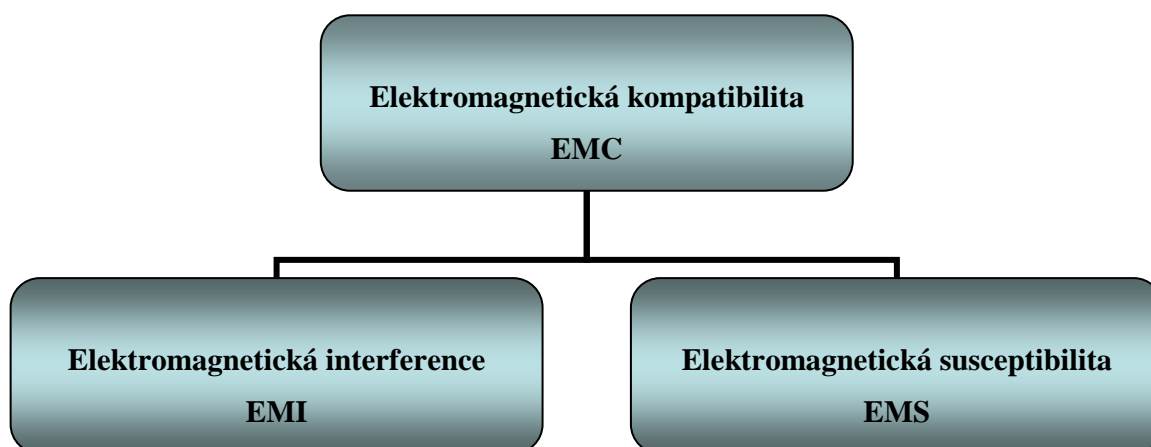 Elektromagnetická kompatibilita
EMC
Elektromagnetická interference
EMI
Elektromagnetická susceptibilita
EMS